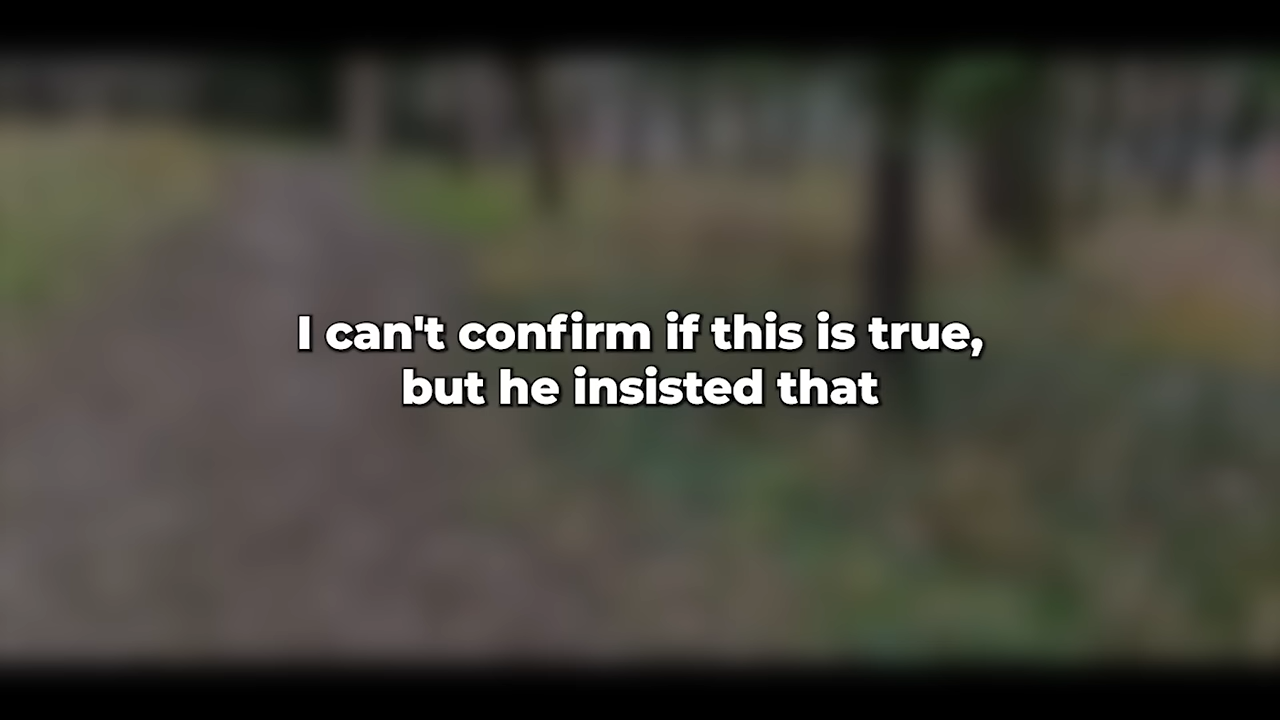 I can't confirm if this is true,
but he insisted that